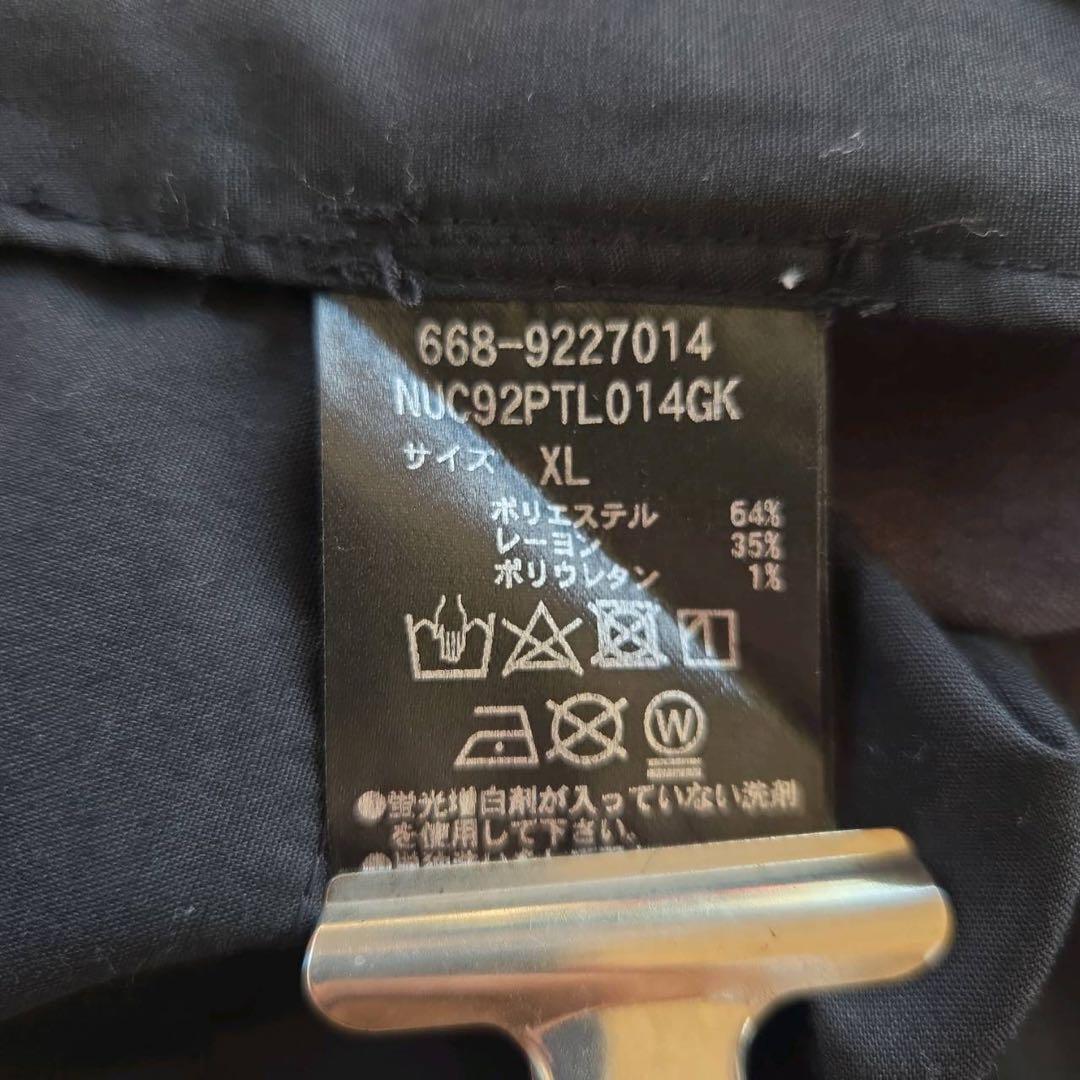 668-9227014
NUC92PTL014GK
サイズ XL
ポリエステル 64%
レーヨン 35%
ポリウレタン 1%
W
●蛍光増白剤が入っていない洗剤
を使用して下さい。